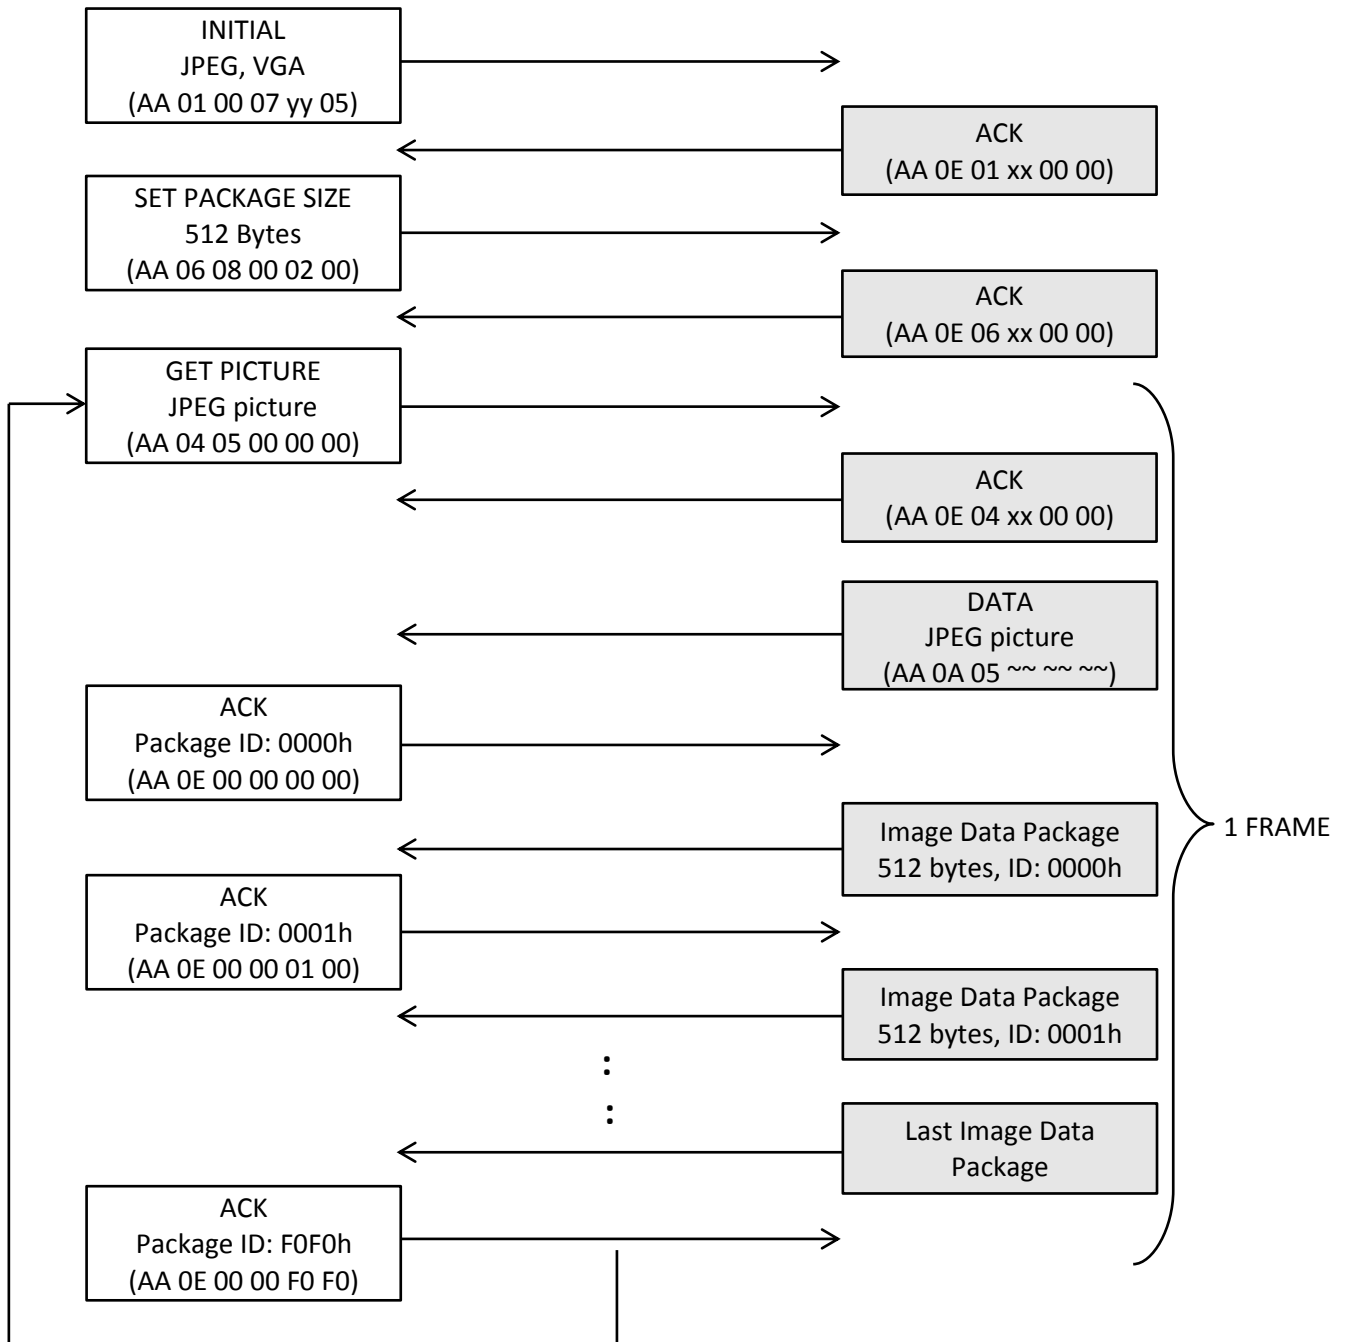 INITIAL
JPEG, VGA
(AA 01 00 07 yy 05)
ACK
(AA 0E 01 xx 00 00)
SET PACKAGE SIZE
512 Bytes
(AA 06 08 00 02 00)
ACK
(AA 0E 06 xx 00 00)
GET PICTURE
JPEG picture
(AA 04 05 00 00 00)
ACK
(AA 0E 04 xx 00 00)
DATA
JPEG picture
(AA 0A 05 ~~ ~~ ~~)
ACK
Package ID: 0000h
(AA 0E 00 00 00 00)
Image Data Package
512 bytes, ID: 0000h
1 FRAME
ACK
Package ID: 0001h
(AA 0E 00 00 01 00)
Image Data Package
512 bytes, ID: 0001h
:
:
Last Image Data
Package
ACK
Package ID: F0F0h
(AA 0E 00 00 F0 F0)